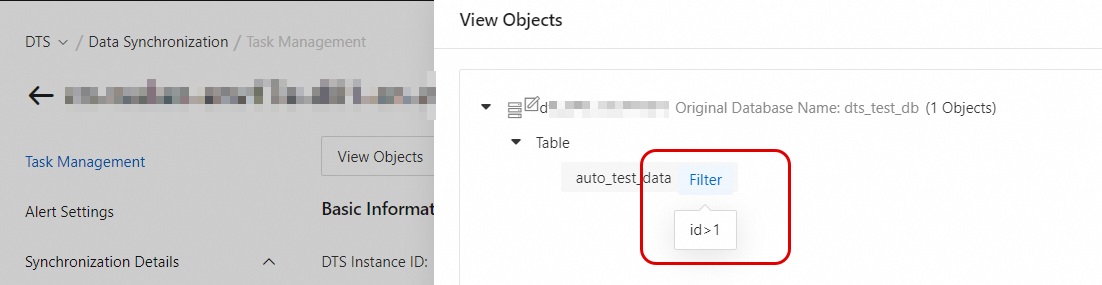 DTS / Data Synchronization / Task Management
Task Management
Alert Settings
Synchronization Details
View Objects
Basic Informat
DTS Instance ID:
View Objects
d Original Database Name: dts_test_db (1 Objects)
Table
auto_test_data Filter
id>1